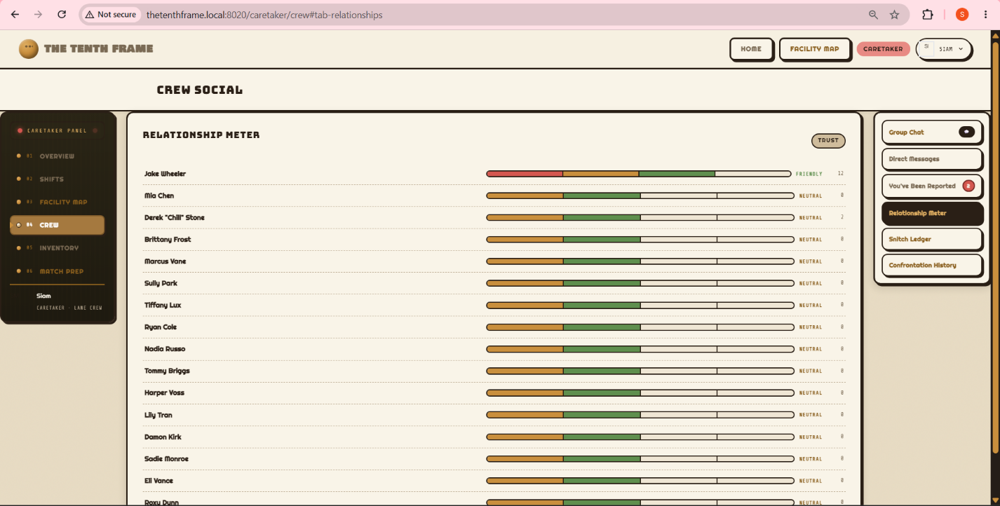 Not secure thetenthframe.local:8020/caretaker/crew#tab-relationships S
THE TENTH FRAME HOME FACILITY MAP CARETAKER SI SIAM
CREW SOCIAL
CARETAKER PANEL
01 OVERVIEW
02 SHIFTS
03 FACILITY MAP
04 CREW
05 INVENTORY
06 MATCH PREP
Siam
CARETAKER · LANE CREW
RELATIONSHIP METER
TRUST
Jake Wheeler FRIENDLY 12
Mia Chen NEUTRAL 0
Derek "Chill" Stone NEUTRAL 2
Brittany Frost NEUTRAL 0
Marcus Vane NEUTRAL 0
Sully Park NEUTRAL 0
Tiffany Lux NEUTRAL 0
Ryan Cole NEUTRAL 0
Nadia Russo NEUTRAL 0
Tommy Briggs NEUTRAL 0
Harper Voss NEUTRAL 0
Lily Tran NEUTRAL 0
Damon Kirk NEUTRAL 0
Sadie Monroe NEUTRAL 0
Eli Vance NEUTRAL 0
Roxy Dunn NEUTRAL 0
Group Chat
Direct Messages
You've Been Reported 2
Relationship Meter
Snitch Ledger
Confrontation History